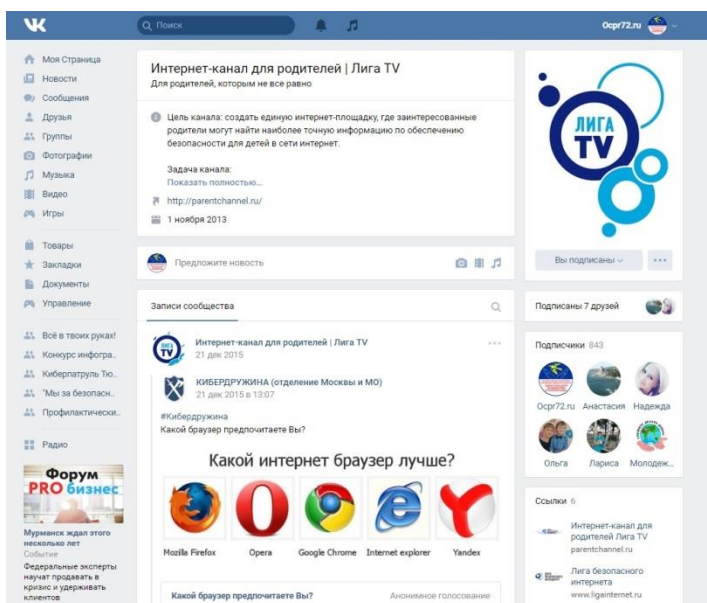 Поиск
Ocpr72.ru
Моя Страница
Новости
Сообщения
Друзья
Группы
Фотографии
Музыка
Видео
Игры
Товары
Закладки
Документы
Управление
Всё в твоих руках!
Конкурс инфогра..
Киберпатруль Тю..
"Мы за безопасн..
Профилактически..
Радио
Форум
PRO бизнес
Мурманск ждал этого
несколько лет
Событие
Федеральные эксперты
научат продавать в
кризис и удерживать
клиентов
Интернет-канал для родителей | Лига TV
Для родителей, которым не все равно
Цель канала: создать единую интернет-площадку, где заинтересованные
родители могут найти наиболее точную информацию по обеспечению
безопасности для детей в сети интернет.
Задача канала:
Показать полностью...
http://parentchannel.ru/
1 ноября 2013
Предложите новость
Записи сообщества
ЛИГА
TV
Интернет-канал для родителей | Лига TV
21 дек 2015
КИБЕРДРУЖИНА (отделение Москвы и МО)
21 дек 2015 в 13:07
#Кибердружина
Какой браузер предпочитаете Вы?
Какой интернет браузер лучше?
Mozilla Firefox
Opera
Google Chrome
Internet explorer
Yandex
Какой браузер предпочитаете Вы?
Анонимное голосование
ЛИГА
TV
Вы подписаны
Подписаны 7 друзей
Подписчики 843
Ocpr72.ru
Анастасия
Надежда
Ольга
Лариса
Молодеж...
Ссылки 6
Интернет-канал для
родителей Лига TV
parentchannel.ru
Лига безопасного
интернета
www.ligainternet.ru